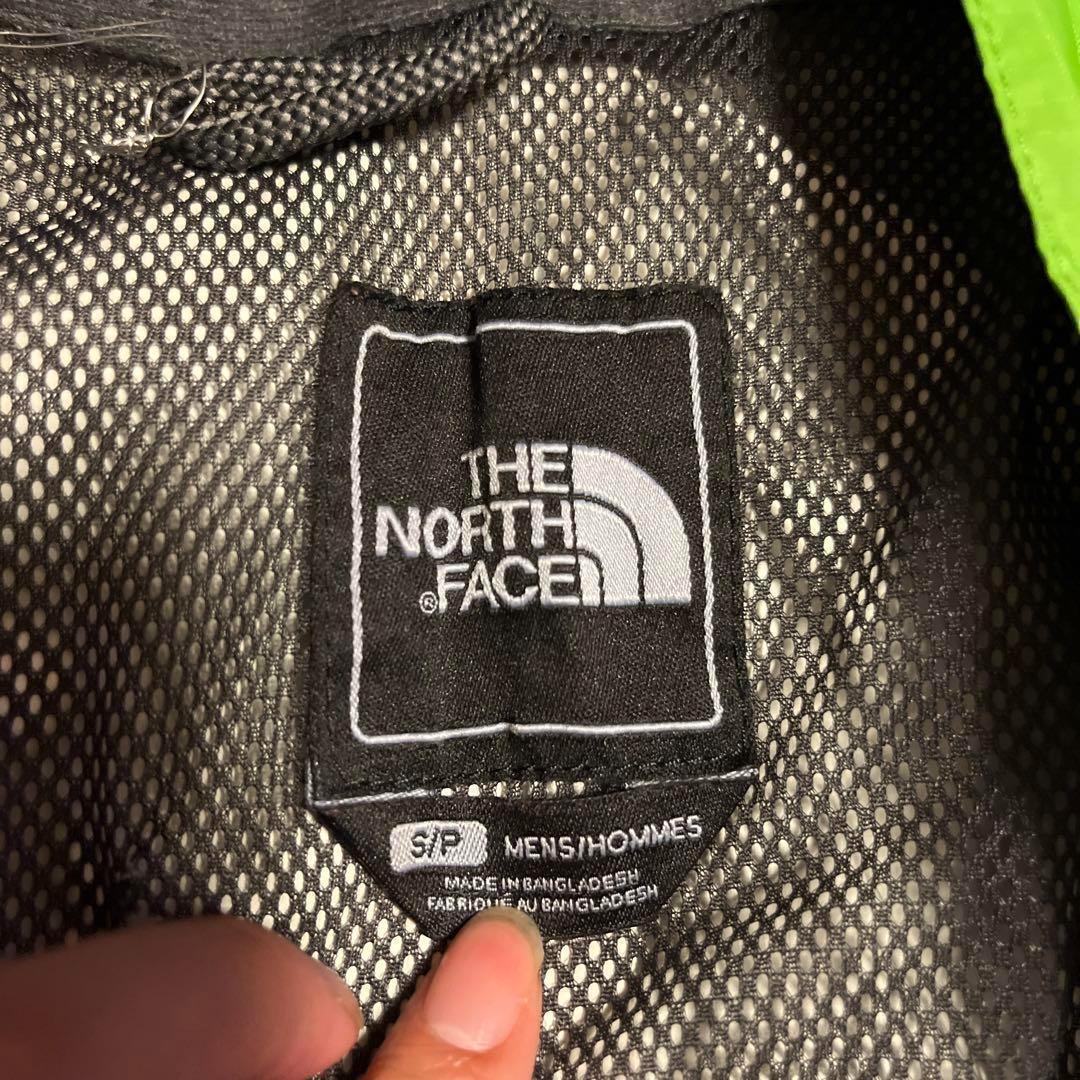 THE
NORTH
®FACE
S/P MENS/HOMMES
MADE IN BANGLADESH
FABRIQUE AU BANGLADESH